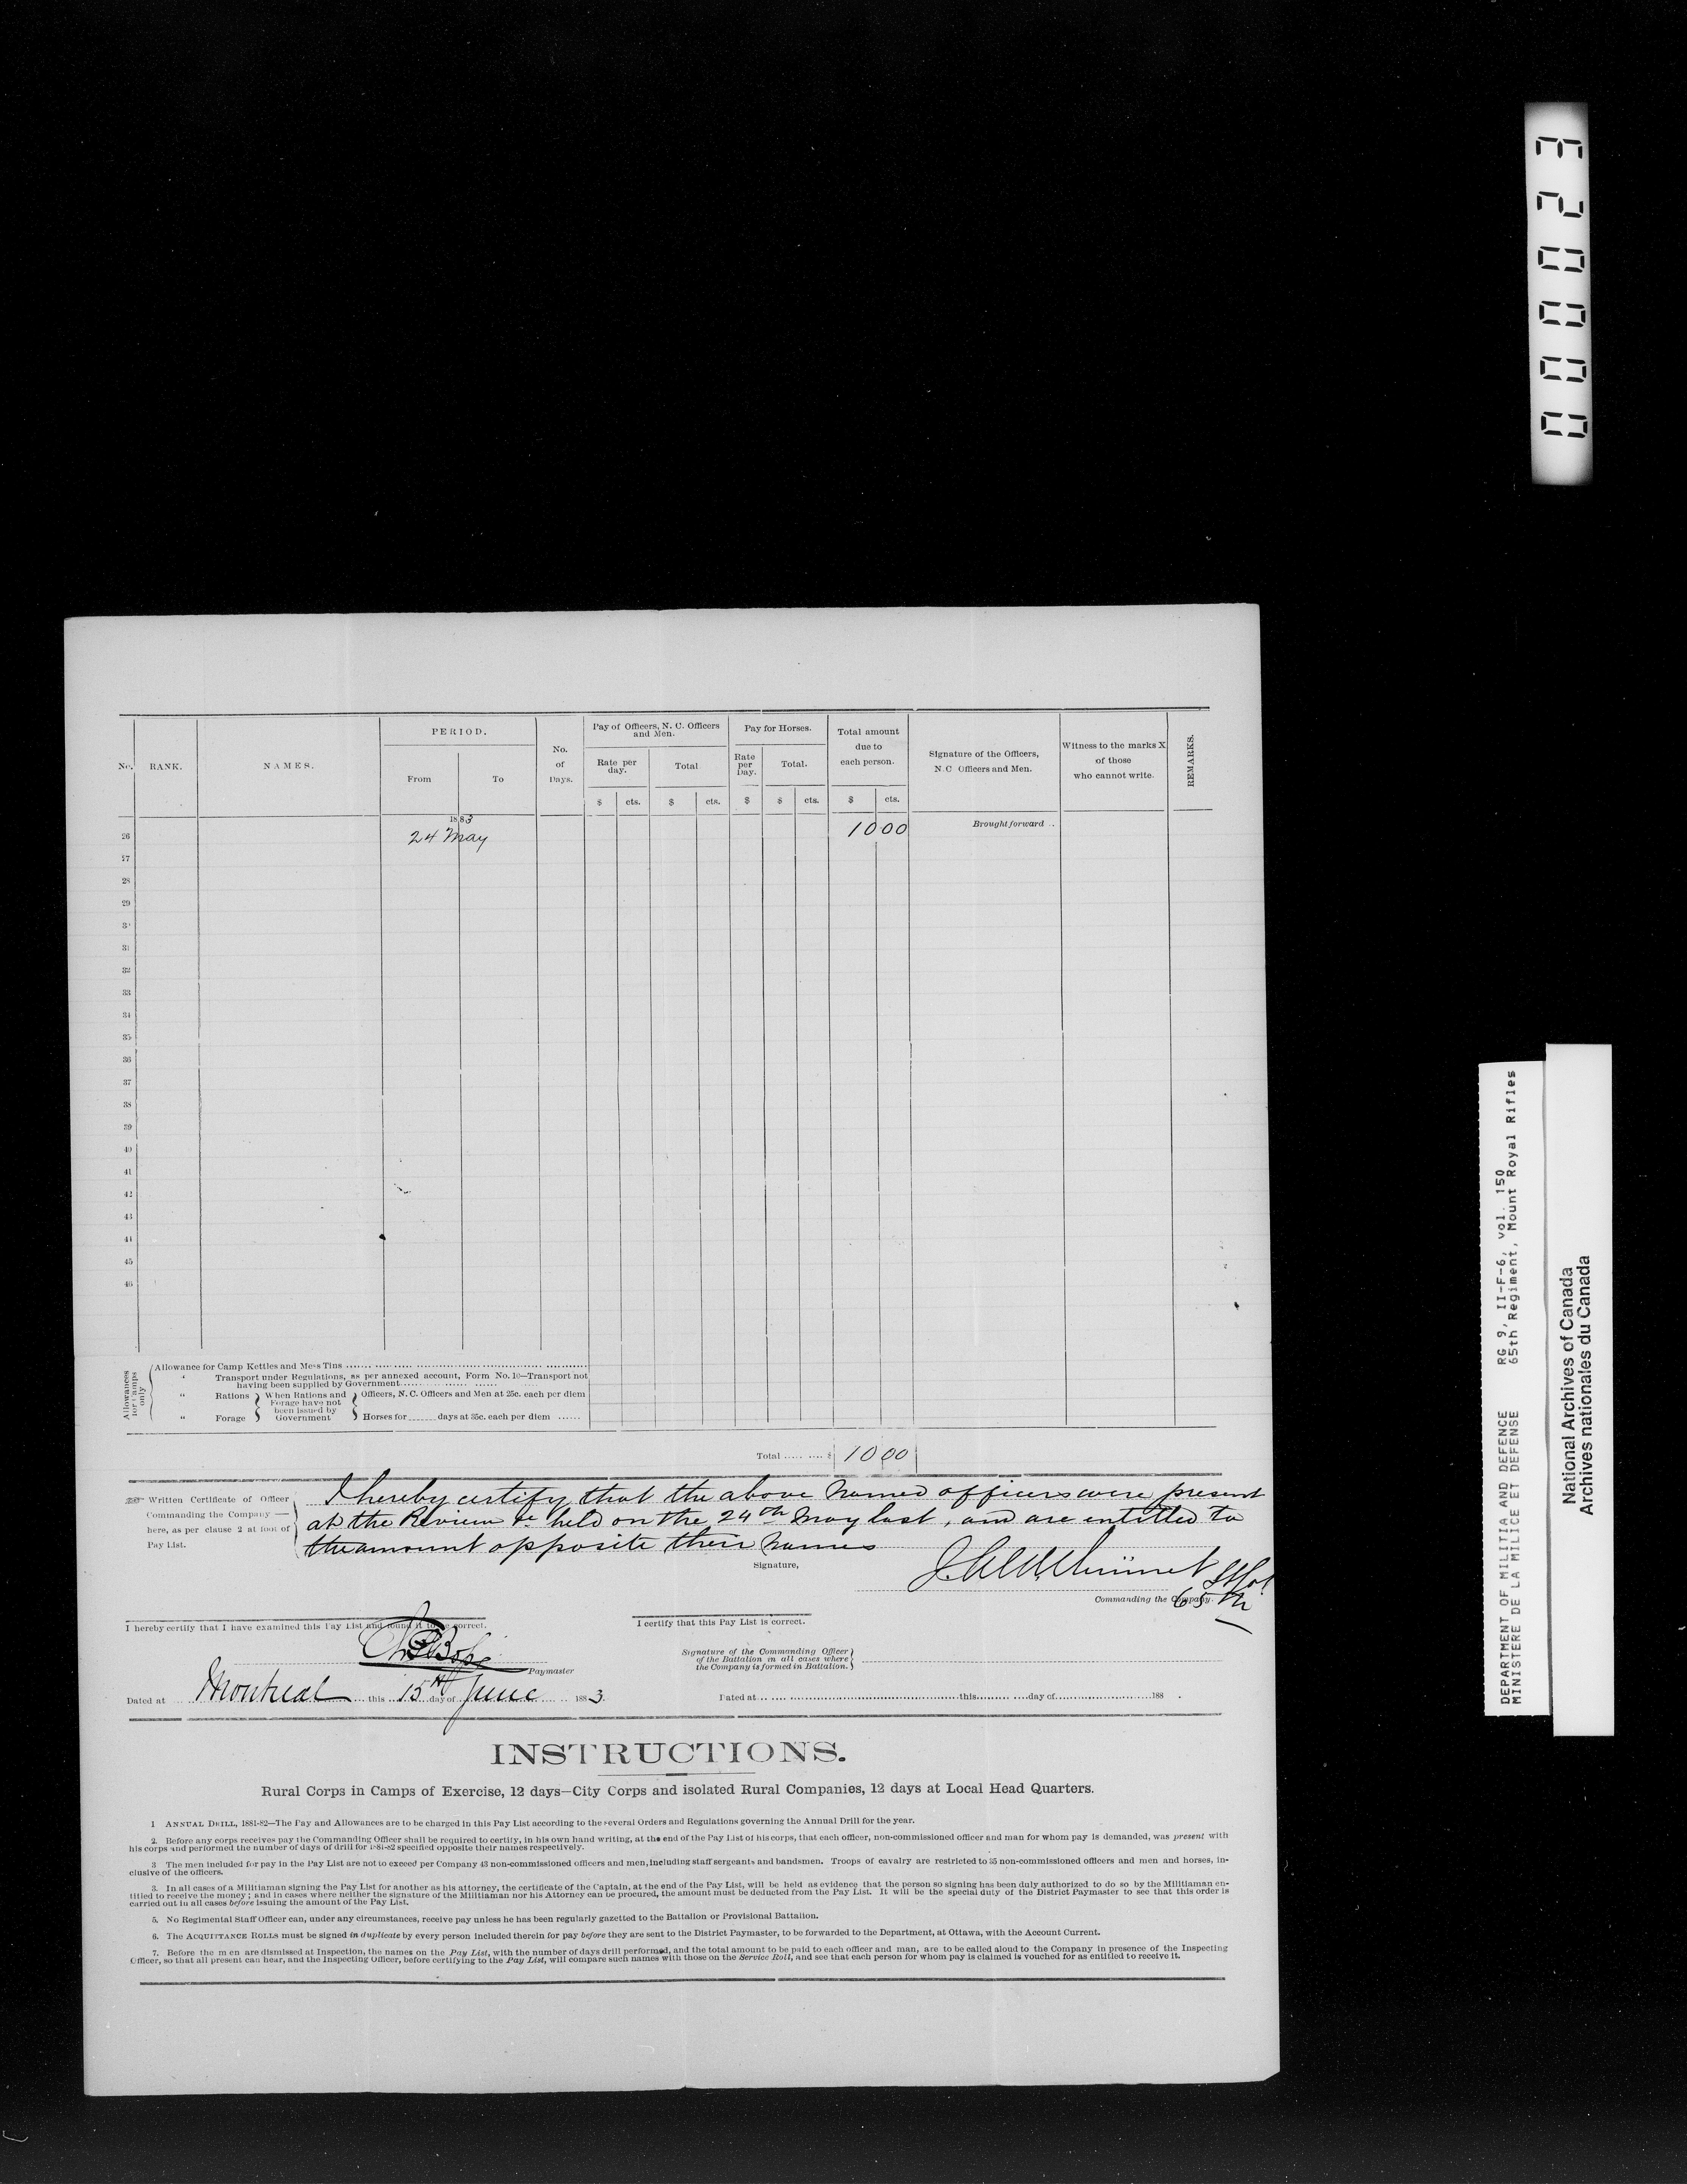 000023
No. RANK. NAMES. PERIOD. No. of Days. Pay of Officers, N. C. Officers and Men. Pay for Horses. Total amount due to each person. Signature of the Officers, N. C Officers and Men. Witness to the marks X of those who cannot write. REMARKS.
From To Rate per day. Total Rate per Day. Total.
$ cts. $ cts. $ $ cts. $ cts.
1883
26 24 May 10 00 Brought forward ..
27
28
29
3
31
32
33
34
35
36
37
38
39
40
41
42
43
44
45
46
Allowances for Camps only
Allowance for Camp Kettles and Mess Tins
" Transport under Regulations, as per annexed account, Form No. 10—Transport not having been supplied by Government
" Rations When Rations and Forage have not been issued by Government Officers, N. C. Officers and Men at 25c. each per diem
" Forage Horses for ...... days at 35c. each per diem ......
Total ..... .... $ 10 00
Written Certificate of Officer Commanding the Company — here, as per clause 2 at foot of Pay List.
I hereby certify that the above named officers were present
at the Review &c held on the 24th May last, and are entitled to
the amount opposite their names
Signature,
Commanding the Company.
65th
I hereby certify that I have examined this Pay List and found it to be correct.
Paymaster
Dated at Montreal this 15th day of June 1883.
I certify that this Pay List is correct.
Signature of the Commanding Officer
of the Battalion in all cases where
the Company is formed in Battalion.
Dated at ... this ... day of ... 188 .
INSTRUCTIONS.
Rural Corps in Camps of Exercise, 12 days—City Corps and isolated Rural Companies, 12 days at Local Head Quarters.
1 ANNUAL DRILL, 1881-82—The Pay and Allowances are to be charged in this Pay List according to the several Orders and Regulations governing the Annual Drill for the year.
2. Before any corps receives pay the Commanding Officer shall be required to certify, in his own hand writing, at the end of the Pay List of his corps, that each officer, non-commissioned officer and man for whom pay is demanded, was present with
his corps and performed the number of days of drill for 1881-82 specified opposite their names respectively.
3 The men included for pay in the Pay List are not to exceed per Company 43 non-commissioned officers and men, including staff sergeants and bandsmen. Troops of cavalry are restricted to 35 non-commissioned officers and men and horses, in-
clusive of the officers.
3. In all cases of a Militiaman signing the Pay List for another as his attorney, the certificate of the Captain, at the end of the Pay List, will be held as evidence that the person so signing has been duly authorized to do so by the Militiaman en-
titled to receive the money; and in cases where neither the signature of the Militiaman nor his Attorney can be procured, the amount must be deducted from the Pay List. It will be the special duty of the District Paymaster to see that this order is
carried out in all cases before issuing the amount of the Pay List.
5. No Regimental Staff Officer can, under any circumstances, receive pay unless he has been regularly gazetted to the Battalion or Provisional Battalion.
6. The ACQUITTANCE ROLLS must be signed in duplicate by every person included therein for pay before they are sent to the District Paymaster, to be forwarded to the Department, at Ottawa, with the Account Current.
7. Before the men are dismissed at Inspection, the names on the Pay List, with the number of days drill performed, and the total amount to be paid to each officer and man, are to be called aloud to the Company in presence of the Inspecting
Officer, so that all present can hear, and the Inspecting Officer, before certifying to the Pay List, will compare such names with those on the Service Roll, and see that each person for whom pay is claimed is vouched for as entitled to receive it.
DEPARTMENT OF MILITIA AND DEFENCE RG 9, II-F-6, vol. 150
MINISTERE DE LA MILICE ET DEFENSE 65th Regiment, Mount Royal Rifles
National Archives of Canada
Archives nationales du Canada